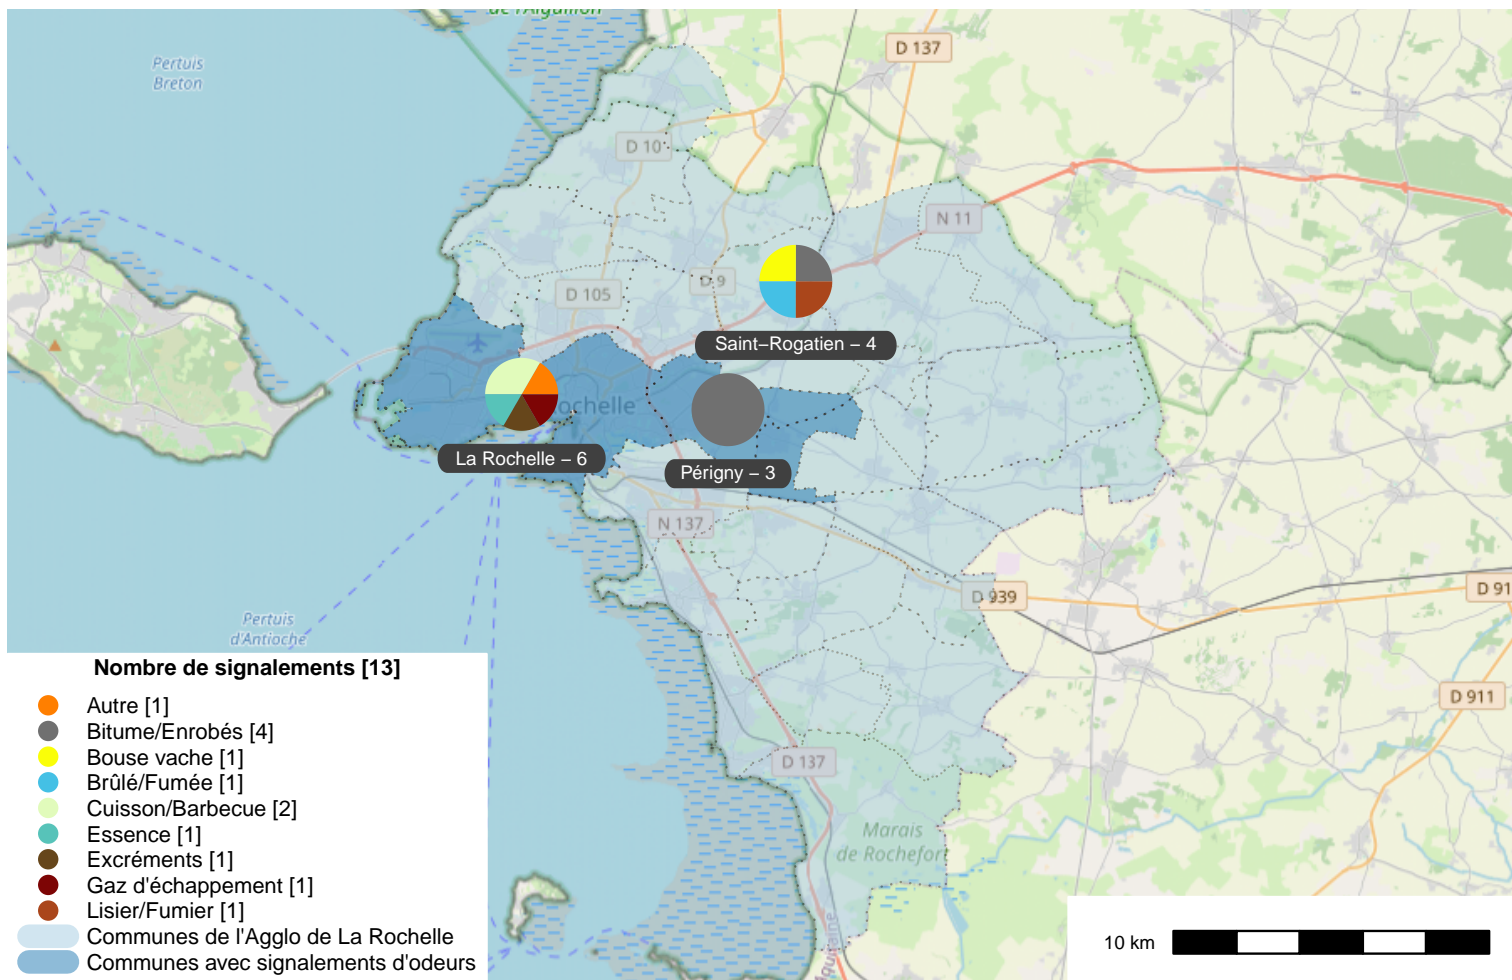 de l'Aiguillon
D 137
Pertuis
Breton
D 10
N 11
D 9
D 105
Saint–Rogatien – 4
ochelle
La Rochelle – 6
Périgny – 3
N 137
D 939
D 91
Pertuis
d'Antioche
D 911
D 137
Marais
de Rochefort
Nombre de signalements [13]
Autre [1]
Bitume/Enrobés [4]
Bouse vache [1]
Brûlé/Fumée [1]
Cuisson/Barbecue [2]
Essence [1]
Excréments [1]
Gaz d'échappement [1]
Lisier/Fumier [1]
Communes de l'Agglo de La Rochelle
Communes avec signalements d'odeurs
10 km